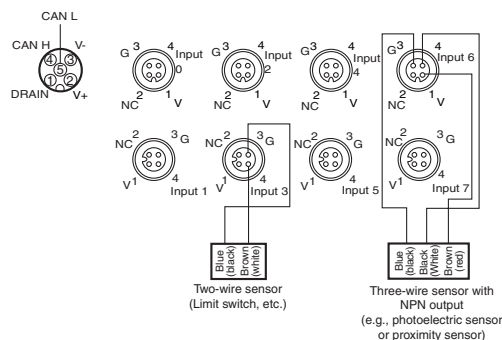 CAN L
CAN H
V-
4
3
5
1
2
DRAIN
V+
G
3
4
Input
0
2
NC
1
V
G
3
4
Input
2
2
NC
1
V
G
3
4
Input
4
2
NC
1
V
G
3
4
Input 6
2
NC
1
V
NC
2
3
G
V
1
4
Input 1
NC
2
3
G
V
1
4
Input 3
NC
2
3
G
V
1
4
Input 5
NC
2
3
G
V
1
4
Input 7
Blue
(black)
Brown
(white)
Two-wire sensor
(Limit switch, etc.)
Blue
(black)
Black
(White)
Brown
(red)
Three-wire sensor with
NPN output
(e.g., photoelectric sensor
or proximity sensor)